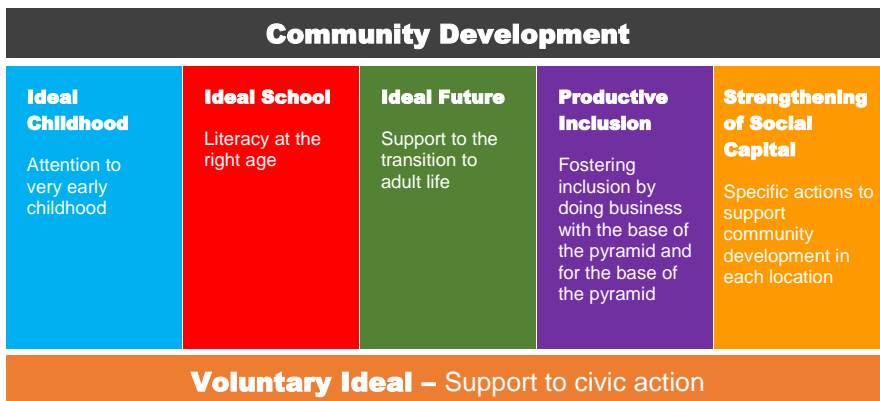 Community Development
Ideal
Childhood
Attention to
very early
childhood
Ideal School
Literacy at the
right age
Ideal Future
Support to the
transition to
adult life
Productive
Inclusion
Fostering
inclusion by
doing business
with the base of
the pyramid and
for the base of
the pyramid
Strengthening
of Social
Capital
Specific actions to
support
community
development in
each location
Voluntary Ideal – Support to civic action